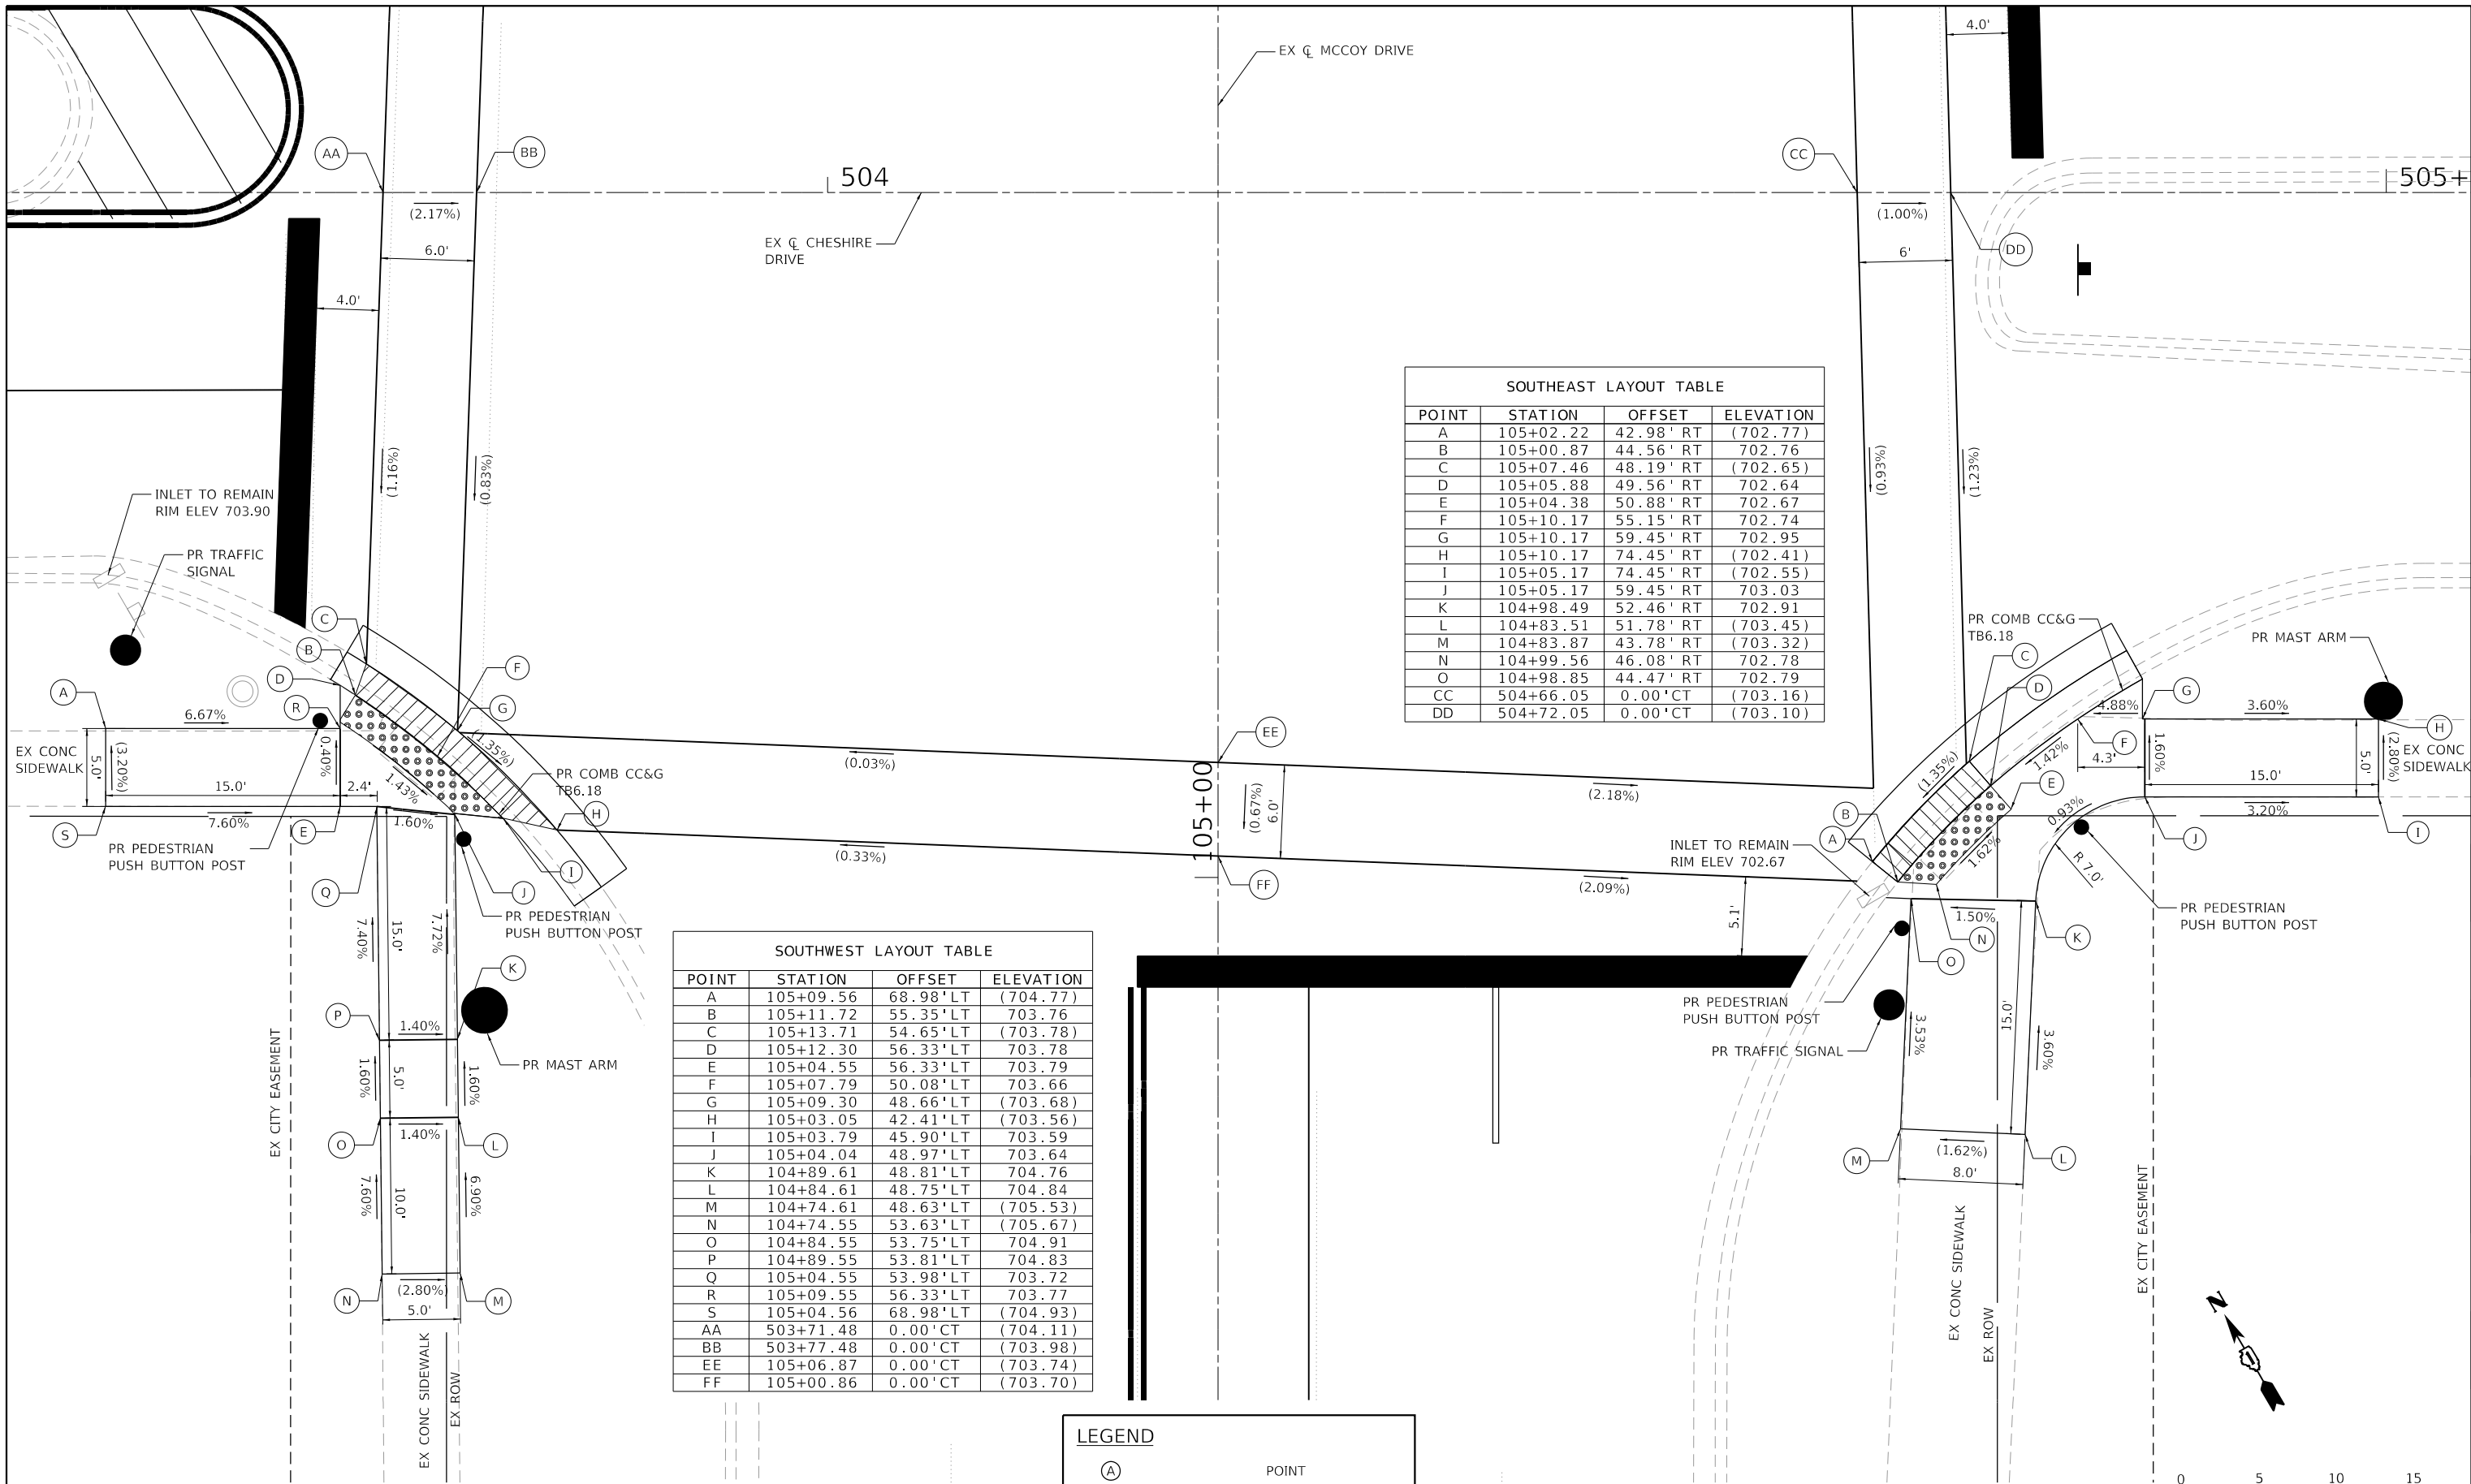 4.0'
EX ℄ MCCOY DRIVE
AA
BB
CC
504
505+
(2.17%)
(1.00%)
EX ℄ CHESHIRE
DRIVE
DD
6.0'
6'
4.0'
(1.16%)
(0.83%)
(0.93%)
(1.23%)
SOUTHEAST LAYOUT TABLE
POINT STATION OFFSET ELEVATION
A 105+02.22 42.98' RT (702.77)
B 105+00.87 44.56' RT 702.76
C 105+07.46 48.19' RT (702.65)
D 105+05.88 49.56' RT 702.64
E 105+04.38 50.88' RT 702.67
F 105+10.17 55.15' RT 702.74
G 105+10.17 59.45' RT 702.95
H 105+10.17 74.45' RT (702.41)
I 105+05.17 74.45' RT (702.55)
J 105+05.17 59.45' RT 703.03
K 104+98.49 52.46' RT 702.91
L 104+83.51 51.78' RT (703.45)
M 104+83.87 43.78' RT (703.32)
N 104+99.56 46.08' RT 702.78
O 104+98.85 44.47' RT 702.79
CC 504+66.05 0.00'CT (703.16)
DD 504+72.05 0.00'CT (703.10)
INLET TO REMAIN
RIM ELEV 703.90
PR TRAFFIC
SIGNAL
C
B
D
F
A
R
G
6.67%
EX CONC
SIDEWALK
5.0'
(3.20%)
0.40%
15.0'
2.4'
1.43%
(1.35%)
PR COMB CC&G
TB6.18
H
S
7.60%
E
1.60%
PR PEDESTRIAN
PUSH BUTTON POST
Q
J
I
PR PEDESTRIAN
PUSH BUTTON POST
7.40%
15.0'
7.72%
K
P
1.40%
PR MAST ARM
1.60%
5.0'
1.60%
O
1.40%
L
7.60%
10.0'
6.90%
N
(2.80%)
M
5.0'
EX CITY EASEMENT
EX CONC SIDEWALK
EX ROW
EE
(0.03%)
(2.18%)
105+00
(0.67%)
6.0'
(0.33%)
FF
(2.09%)
5.1'
SOUTHWEST LAYOUT TABLE
POINT STATION OFFSET ELEVATION
A 105+09.56 68.98'LT (704.77)
B 105+11.72 55.35'LT 703.76
C 105+13.71 54.65'LT (703.78)
D 105+12.30 56.33'LT 703.78
E 105+04.55 56.33'LT 703.79
F 105+07.79 50.08'LT 703.66
G 105+09.30 48.66'LT (703.68)
H 105+03.05 42.41'LT (703.56)
I 105+03.79 45.90'LT 703.59
J 105+04.04 48.97'LT 703.64
K 104+89.61 48.81'LT 704.76
L 104+84.61 48.75'LT 704.84
M 104+74.61 48.63'LT (705.53)
N 104+74.55 53.63'LT (705.67)
O 104+84.55 53.75'LT 704.91
P 104+89.55 53.81'LT 704.83
Q 105+04.55 53.98'LT 703.72
R 105+09.55 56.33'LT 703.77
S 105+04.56 68.98'LT (704.93)
AA 503+71.48 0.00'CT (704.11)
BB 503+77.48 0.00'CT (703.98)
EE 105+06.87 0.00'CT (703.74)
FF 105+00.86 0.00'CT (703.70)
PR COMB CC&G
TB6.18
PR MAST ARM
C
D
G
4.88%
3.60%
F
H
1.42%
4.3'
1.60%
5.0'
(2.80%)
EX CONC
SIDEWALK
(1.35%)
E
15.0'
B
A
0.93%
3.20%
J
I
INLET TO REMAIN
RIM ELEV 702.67
1.62%
R 7.0'
1.50%
N
K
O
PR PEDESTRIAN
PUSH BUTTON POST
PR PEDESTRIAN
PUSH BUTTON POST
PR TRAFFIC SIGNAL
3.53%
15.0'
3.60%
M
(1.62%)
L
8.0'
EX CONC SIDEWALK
EX ROW
EX CITY EASEMENT
N
LEGEND
A POINT
0 5 10 15